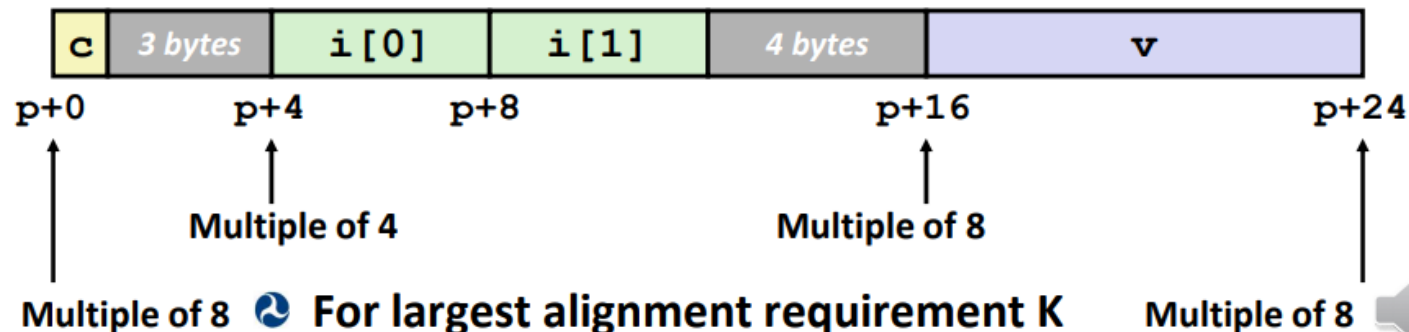 c 3 bytes i[0] i[1] 4 bytes v
p+0 p+4 p+8 p+16 p+24
Multiple of 4 Multiple of 8
Multiple of 8 For largest alignment requirement K Multiple of 8